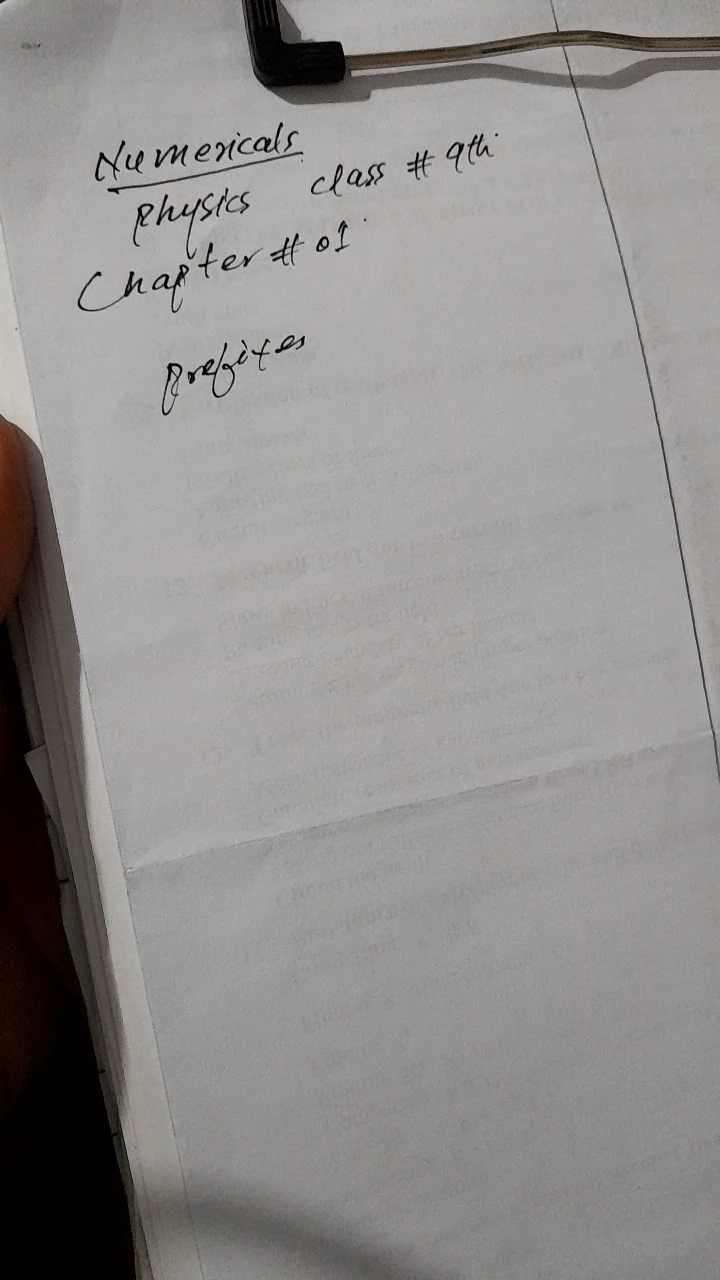 Numericals
Physics class # 9th
Chapter # 01
Prefixes